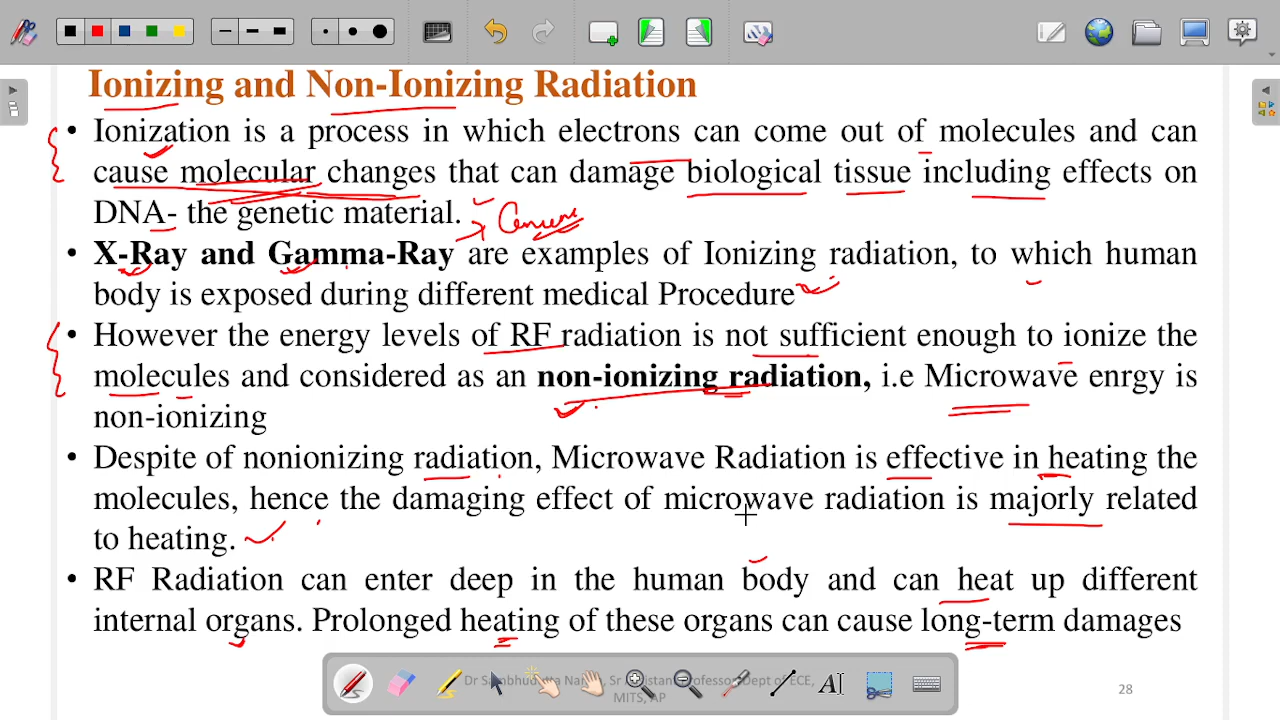 Ionizing and Non-Ionizing Radiation
• Ionization is a process in which electrons can come out of molecules and can
cause molecular changes that can damage biological tissue including effects on
DNA- the genetic material.
• X-Ray and Gamma-Ray are examples of Ionizing radiation, to which human
body is exposed during different medical Procedure
• However the energy levels of RF radiation is not sufficient enough to ionize the
molecules and considered as an non-ionizing radiation, i.e Microwave enrgy is
non-ionizing
• Despite of nonionizing radiation, Microwave Radiation is effective in heating the
molecules, hence the damaging effect of microwave radiation is majorly related
to heating.
• RF Radiation can enter deep in the human body and can heat up different
internal organs. Prolonged heating of these organs can cause long-term damages
Dept of ECE,
MITS, AP
28